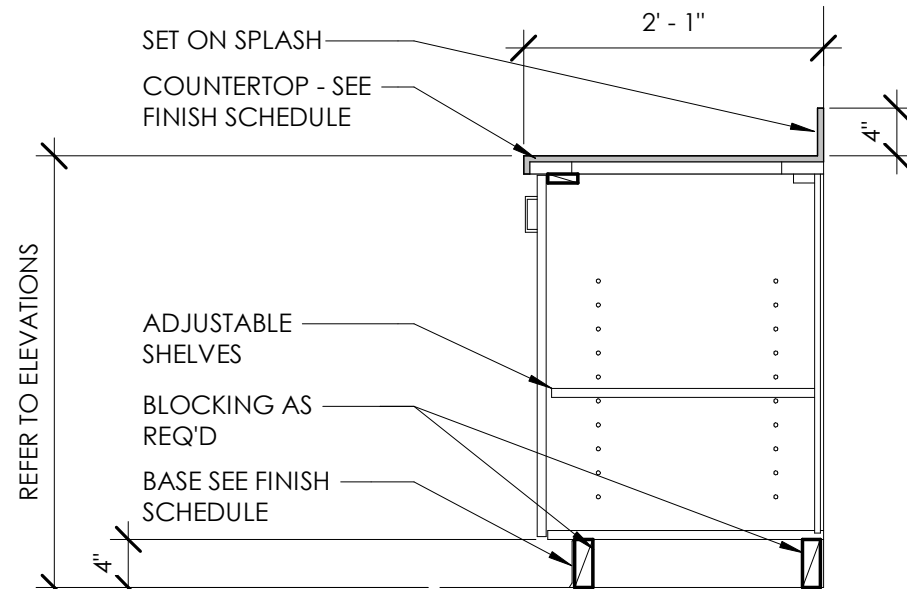 2' - 1"
SET ON SPLASH
COUNTERTOP - SEE
FINISH SCHEDULE
4"
REFER TO ELEVATIONS
ADJUSTABLE
SHELVES
BLOCKING AS
REQ'D
BASE SEE FINISH
SCHEDULE
4"